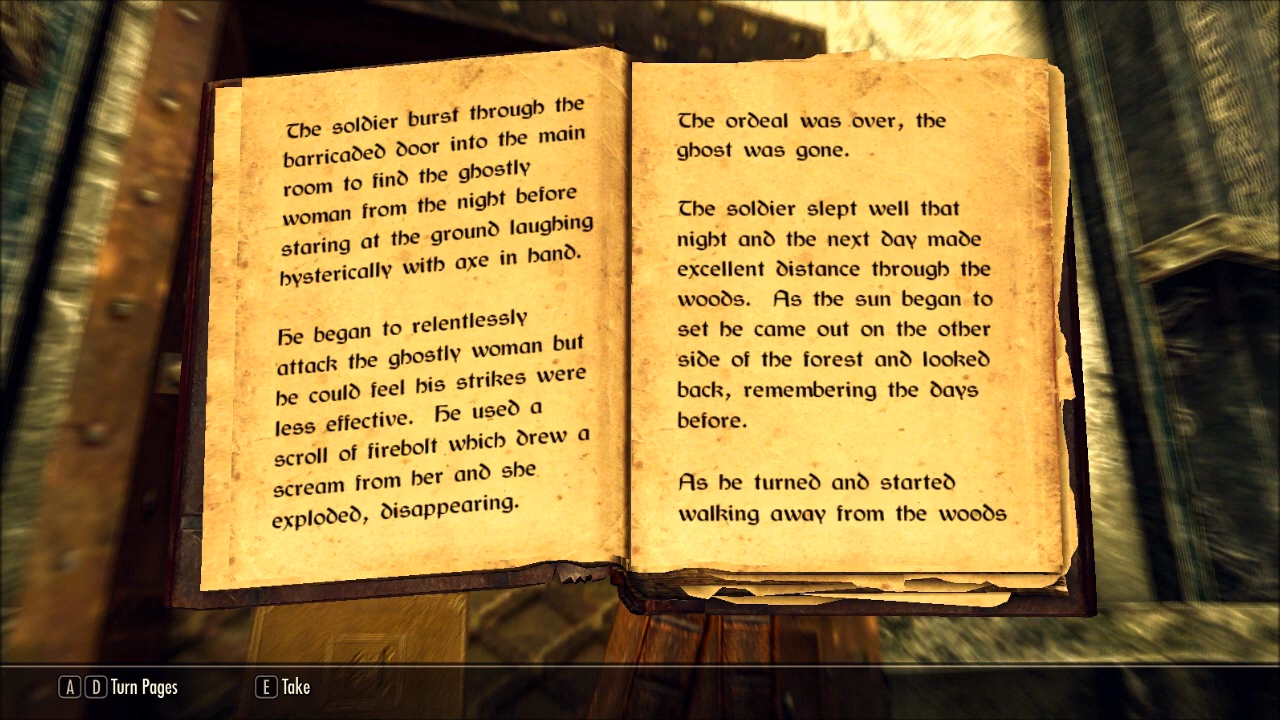 The soldier burst through the
barricaded door into the main
room to find the ghostly
woman from the night before
staring at the ground laughing
hysterically with axe in hand.
He began to relentlessly
attack the ghostly woman but
he could feel his strikes were
less effective.  He used a
scroll of firebolt which drew a
scream from her and she
exploded, disappearing.
The ordeal was over, the
ghost was gone.
The soldier slept well that
night and the next day made
excellent distance through the
woods.  As the sun began to
set he came out on the other
side of the forest and looked
back, remembering the days
before.
As he turned and started
walking away from the woods
A D Turn Pages
E Take